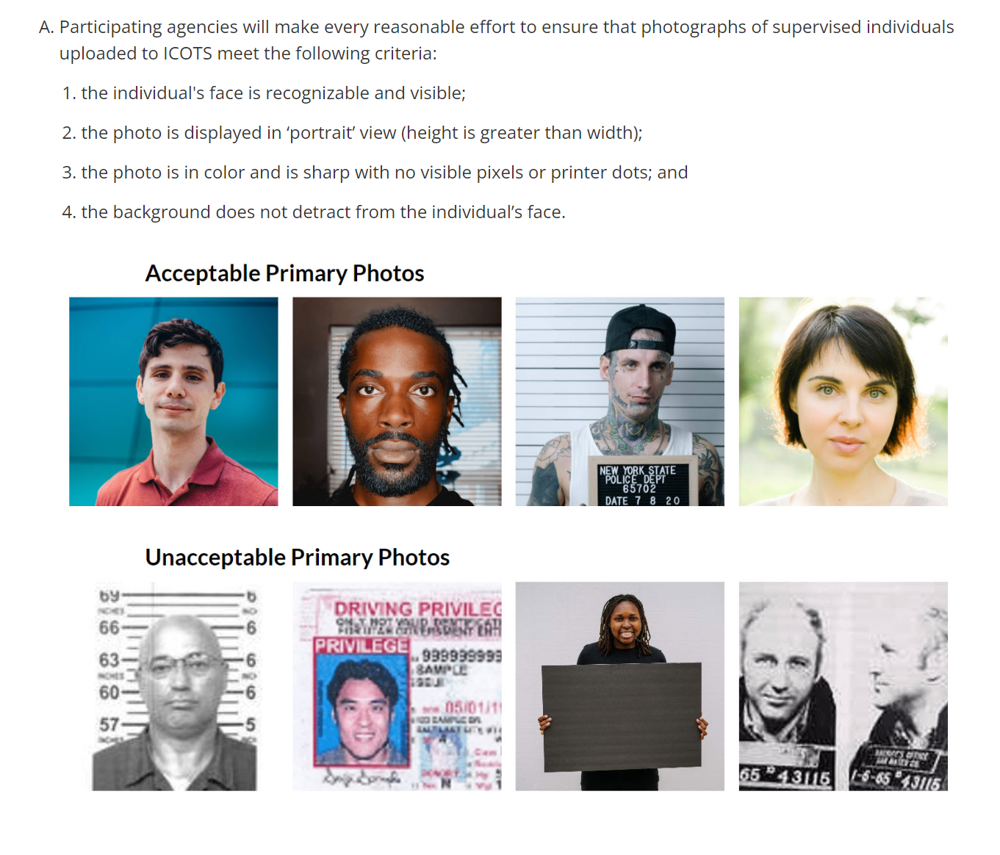 A. Participating agencies will make every reasonable effort to ensure that photographs of supervised individuals
uploaded to ICOTS meet the following criteria:
1. the individual's face is recognizable and visible;
2. the photo is displayed in ‘portrait’ view (height is greater than width);
3. the photo is in color and is sharp with no visible pixels or printer dots; and
4. the background does not detract from the individual’s face.
Acceptable Primary Photos
NEW YORK STATE
POLICE DEPT
65702
DATE 7 8 20
Unacceptable Primary Photos
69
66
63
60
57
6
6
6
5
DRIVING PRIVILEG
PRIVILEGE
999999999
SAMPLE
05/01/1
65 43115
1-6-65 43115